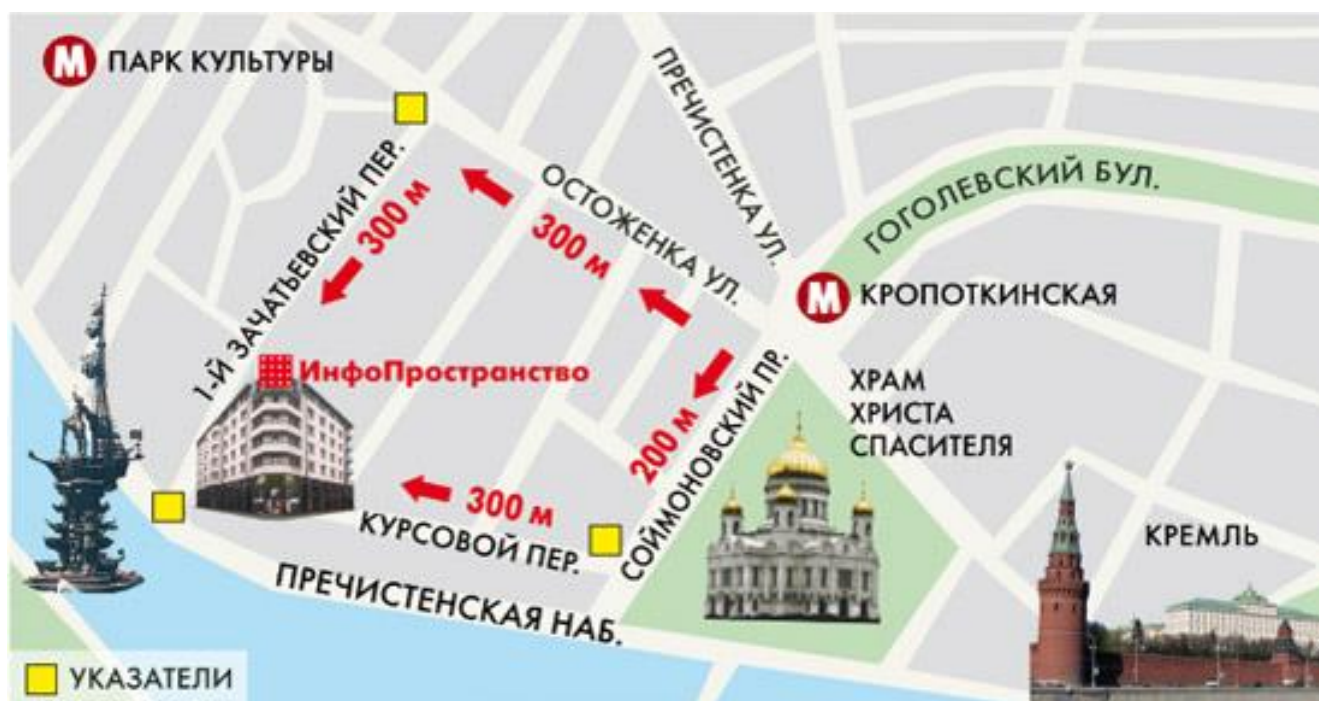 М ПАРК КУЛЬТУРЫ
ПРЕЧИСТЕНКА УЛ.
ГОГОЛЕВСКИЙ БУЛ.
1-Й ЗАЧАТЬЕВСКИЙ ПЕР.
300 м
ОСТОЖЕНКА УЛ.
300 м
М КРОПОТКИНСКАЯ
ИнфоПространство
ХРАМ
ХРИСТА
СПАСИТЕЛЯ
200 м
СОЙМОНОВСКИЙ ПР.
300 м
КУРСОВОЙ ПЕР.
КРЕМЛЬ
ПРЕЧИСТЕНСКАЯ НАБ.
УКАЗАТЕЛИ